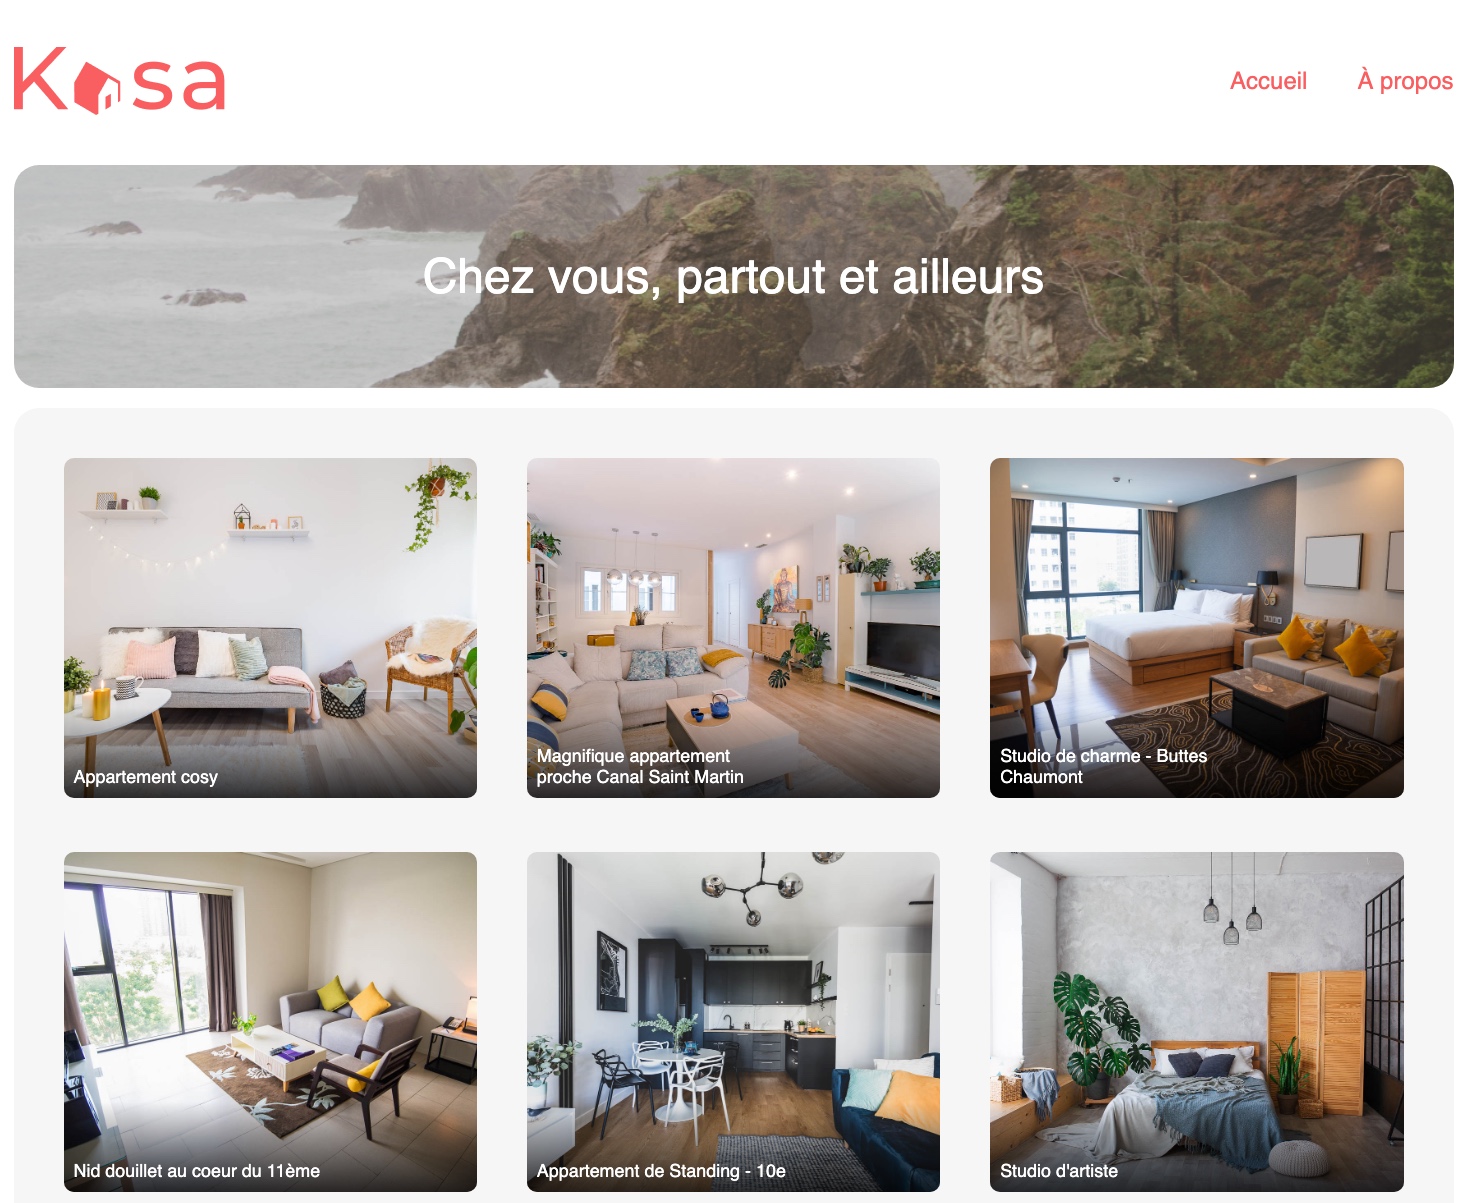 Kasa
Accueil
À propos
Chez vous, partout et ailleurs
Appartement cosy
Magnifique appartement
proche Canal Saint Martin
Studio de charme - Buttes
Chaumont
Nid douillet au coeur du 11ème
Appartement de Standing - 10e
Studio d'artiste